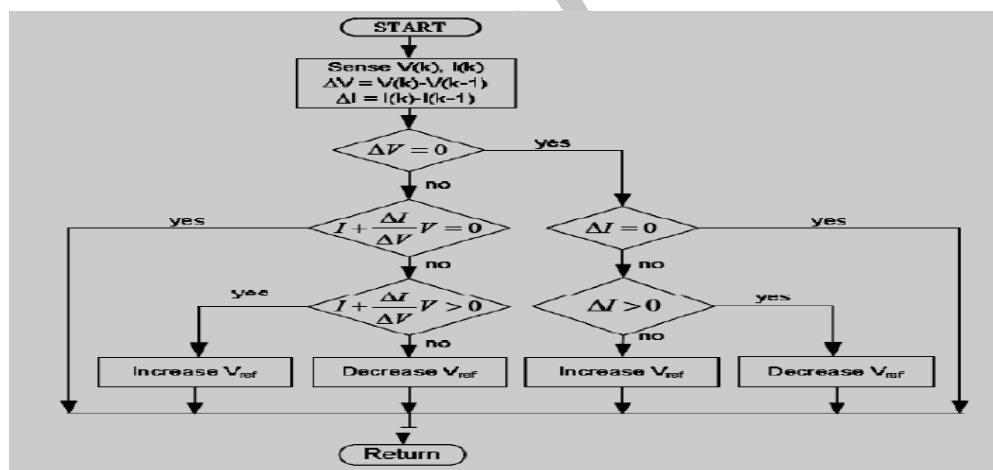 START
Sense V(k), I(k)
ΔV = V(k)-V(k-1)
ΔI = I(k)-I(k-1)
ΔV = 0
yes
no
yes
I + ΔI/ΔV V = 0
ΔI = 0
yes
no
no
yes
I + ΔI/ΔV V > 0
ΔI > 0
yes
no
no
Increase Vref
Decrease Vref
Increase Vref
Decrease Vref
Return